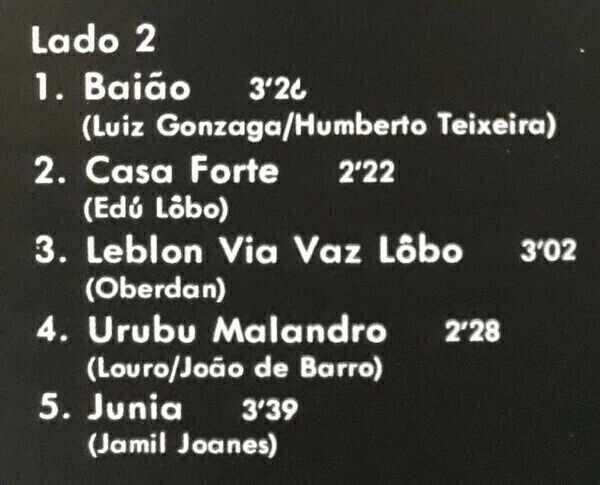 Lado 2
1. Baião 3'26
(Luiz Gonzaga/Humberto Teixeira)
2. Casa Forte 2'22
(Edú Lôbo)
3. Leblon Via Vaz Lôbo 3'02
(Oberdan)
4. Urubu Malandro 2'28
(Louro/João de Barro)
5. Junia 3'39
(Jamil Joanes)